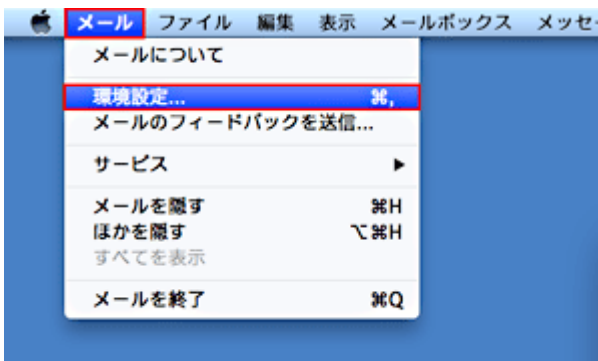 メール ファイル 編集 表示 メールボックス メッセ
メールについて
環境設定... ⌘,
メールのフィードバックを送信...
サービス ▶
メールを隠す ⌘H
ほかを隠す ⌥⌘H
すべてを表示
メールを終了 ⌘Q